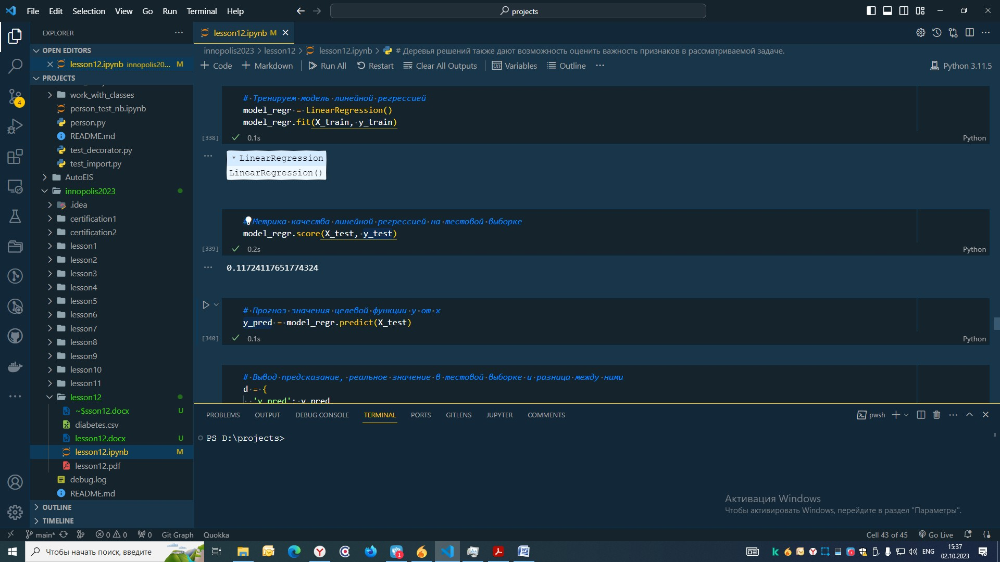 File Edit Selection View Go Run Terminal Help
projects
EXPLORER
OPEN EDITORS
lesson12.ipynb innopolis20... M
PROJECTS
work_with_classes
person_test_nb.ipynb
person.py
README.md
test_decorator.py
test_import.py
AutoEIS
innopolis2023
.idea
certification1
certification2
lesson1
lesson2
lesson3
lesson4
lesson5
lesson6
lesson7
lesson8
lesson9
lesson10
lesson11
lesson12
~$sson12.docx U
diabetes.csv
lesson12.docx U
lesson12.ipynb M
lesson12.pdf
debug.log
README.md
OUTLINE
TIMELINE
4
lesson12.ipynb M
innopolis2023 > lesson12 > lesson12.ipynb > # Деревья решений также дают возможность оценить важность признаков в рассматриваемой задаче.
Code Markdown Run All Restart Clear All Outputs Variables Outline ... Python 3.11.5
# Тренируем модель линейной регрессией
model_regr = LinearRegression()
model_regr.fit(X_train, y_train)
[338] 0.1s Python
LinearRegression
LinearRegression()
# Метрика качества линейной регрессией на тестовой выборке
model_regr.score(X_test, y_test)
[339] 0.2s Python
0.11724117651774324
# Прогноз значения целевой функции y от x
y_pred = model_regr.predict(X_test)
[340] 0.1s Python
# Вывод предсказание, реальное значение в тестовой выборке и разница между ними
d = {
'y_pred': y_pred,
PROBLEMS OUTPUT DEBUG CONSOLE TERMINAL PORTS GITLENS JUPYTER COMMENTS
pwsh
PS D:\projects>
Активация Windows
Чтобы активировать Windows, перейдите в раздел "Параметры".
main* 0 0 0 Git Graph Quokka Cell 43 of 45 Go Live
Чтобы начать поиск, введите
ENG
15:37
02.10.2023